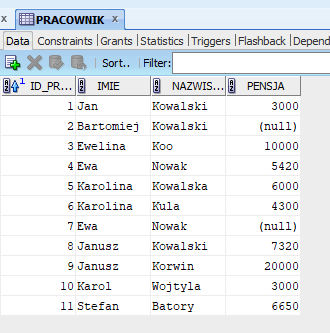 PRACOWNIK
Data Constraints Grants Statistics Triggers Flashback Depend
Sort.. Filter:
ID_PR... IMIE NAZWIS... PENSJA
1 Jan Kowalski 3000
2 Bartomiej Kowalski (null)
3 Ewelina Koo 10000
4 Ewa Nowak 5420
5 Karolina Kowalska 6000
6 Karolina Kula 4300
7 Ewa Nowak (null)
8 Janusz Kowalski 7320
9 Janusz Korwin 20000
10 Karol Wojtyla 3000
11 Stefan Batory 6650